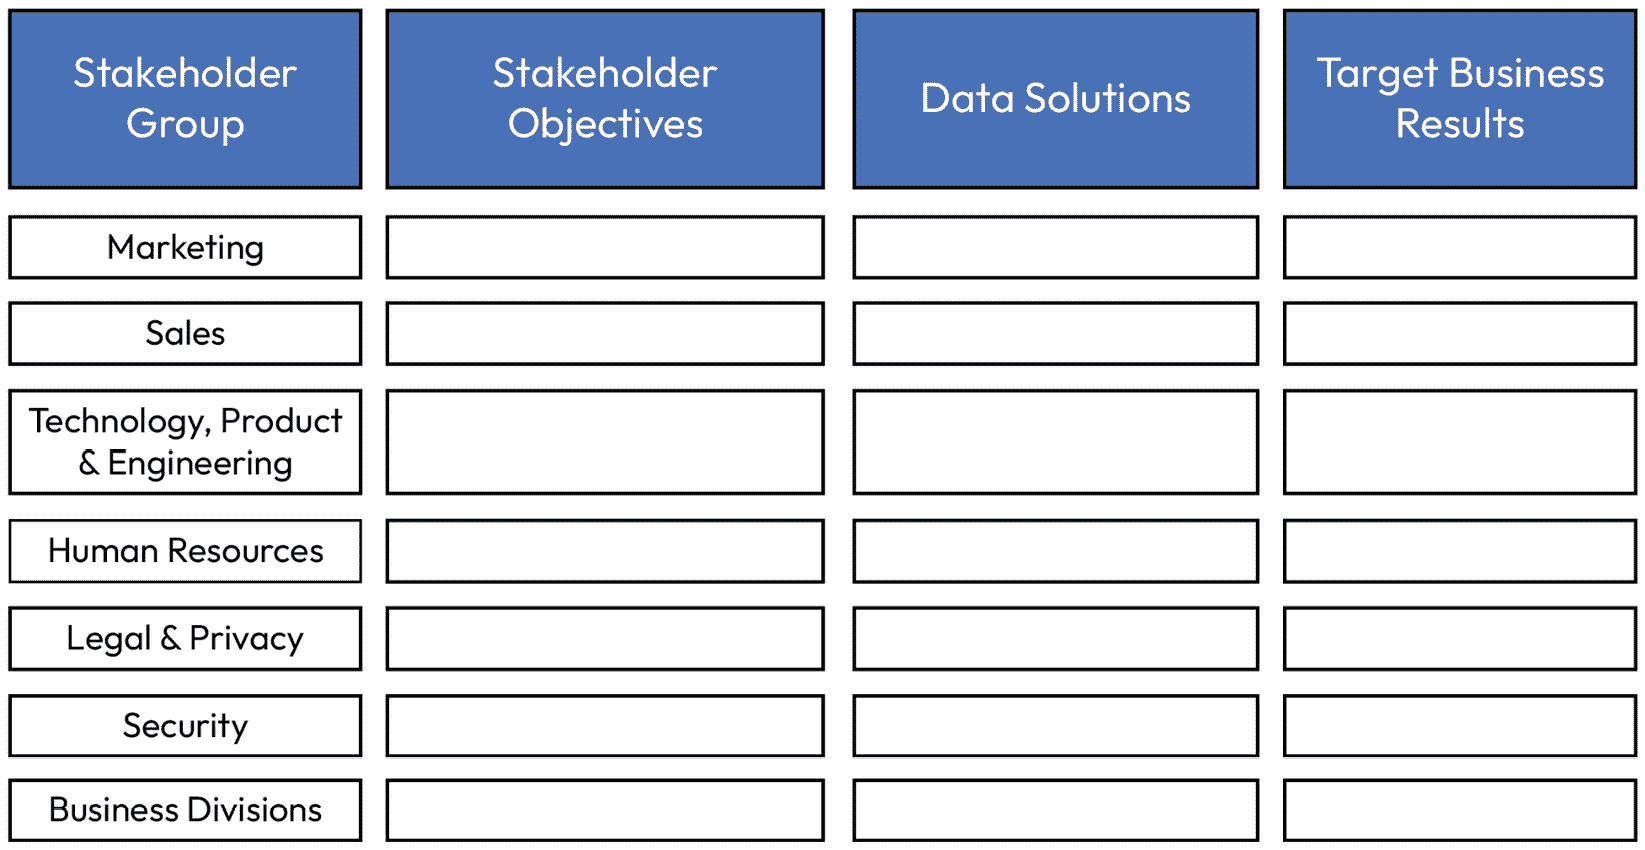 Stakeholder
Group
Stakeholder
Objectives
Data Solutions
Target Business
Results
Marketing
Sales
Technology, Product
& Engineering
Human Resources
Legal & Privacy
Security
Business Divisions